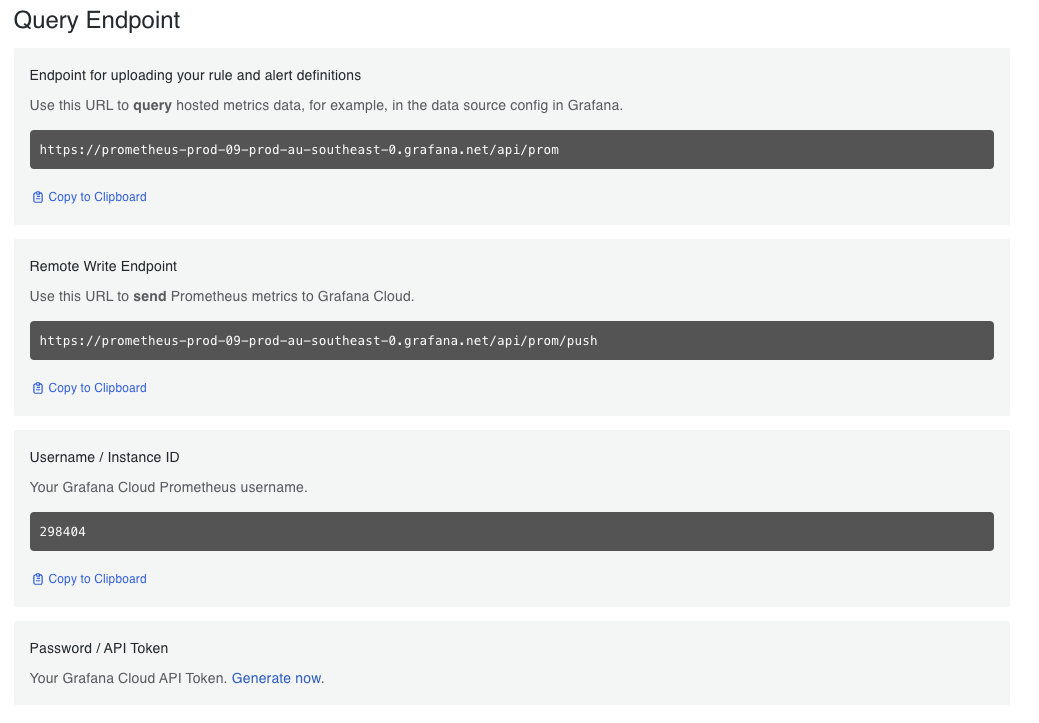 Query Endpoint
Endpoint for uploading your rule and alert definitions
Use this URL to query hosted metrics data, for example, in the data source config in Grafana.
https://prometheus-prod-09-prod-au-southeast-0.grafana.net/api/prom
Copy to Clipboard
Remote Write Endpoint
Use this URL to send Prometheus metrics to Grafana Cloud.
https://prometheus-prod-09-prod-au-southeast-0.grafana.net/api/prom/push
Copy to Clipboard
Username / Instance ID
Your Grafana Cloud Prometheus username.
298404
Copy to Clipboard
Password / API Token
Your Grafana Cloud API Token. Generate now.